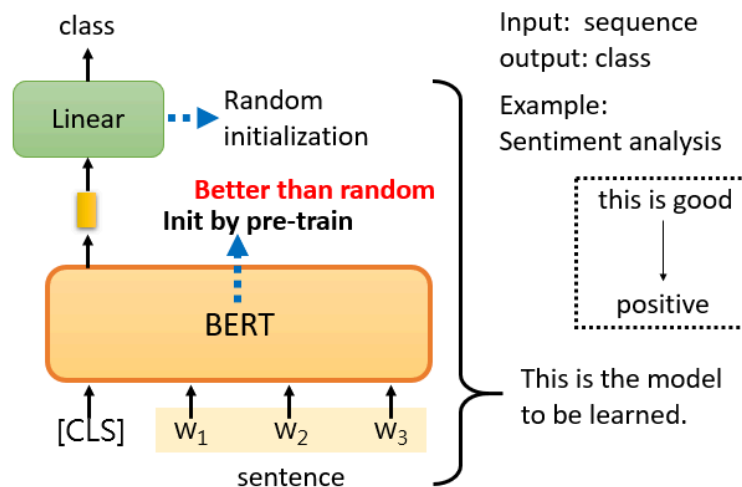 class
Linear
Random
initialization
Better than random
Init by pre-train
BERT
[CLS]
w1
w2
w3
sentence
Input: sequence
output: class
Example:
Sentiment analysis
this is good
positive
This is the model
to be learned.